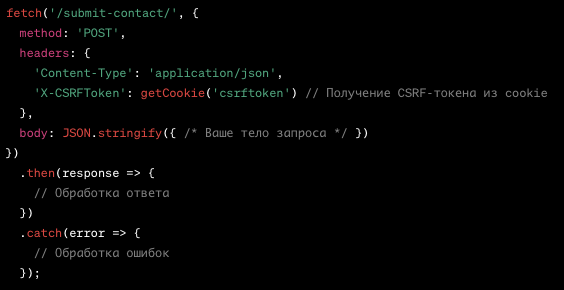 fetch('/submit-contact/', {
  method: 'POST',
  headers: {
    'Content-Type': 'application/json',
    'X-CSRFToken': getCookie('csrftoken') // Получение CSRF-токена из cookie
  },
  body: JSON.stringify({ /* Ваше тело запроса */ })
})
  .then(response => {
    // Обработка ответа
  })
  .catch(error => {
    // Обработка ошибок
  });